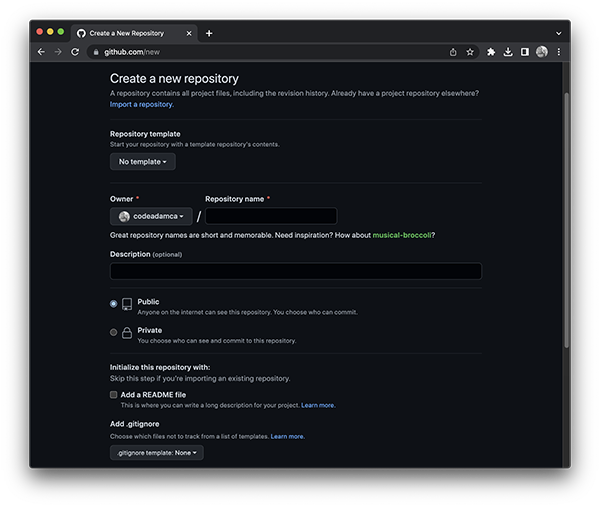 Create a New Repository
github.com/new
Create a new repository
A repository contains all project files, including the revision history. Already have a project repository elsewhere?
Import a repository.
Repository template
Start your repository with a template repository's contents.
No template
Owner * Repository name *
codeadamca /
Great repository names are short and memorable. Need inspiration? How about musical-broccoli?
Description (optional)
Public
Anyone on the internet can see this repository. You choose who can commit.
Private
You choose who can see and commit to this repository.
Initialize this repository with:
Skip this step if you're importing an existing repository.
Add a README file
This is where you can write a long description for your project. Learn more.
Add .gitignore
Choose which files not to track from a list of templates. Learn more.
.gitignore template: None